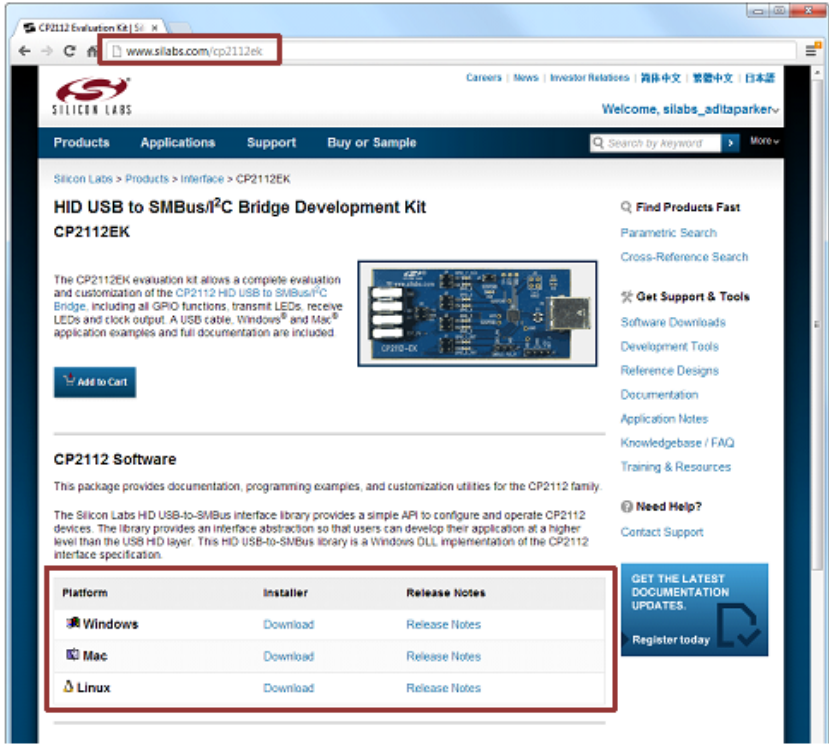 CP2112 Evaluation Kit | Sil
www.silabs.com/cp2112ek
Careers | News | Investor Relations | 简体中文 | 繁體中文 | 日本語
SILICON LABS
Welcome, silabs_aditaparker
Products Applications Support Buy or Sample Search by keyword More
Silicon Labs > Products > Interface > CP2112EK
HID USB to SMBus/I²C Bridge Development Kit
CP2112EK
The CP2112EK evaluation kit allows a complete evaluation
and customization of the CP2112 HID USB to SMBus/I²C
Bridge, including all GPIO functions, transmit LEDs, receive
LEDs and clock output. A USB cable, Windows® and Mac®
application examples and full documentation are included.
CP2112-EK
Add to Cart
Find Products Fast
Parametric Search
Cross-Reference Search
Get Support & Tools
Software Downloads
Development Tools
Reference Designs
Documentation
Application Notes
Knowledgebase / FAQ
Training & Resources
Need Help?
Contact Support
GET THE LATEST
DOCUMENTATION
UPDATES.
Register today
CP2112 Software
This package provides documentation, programming examples, and customization utilities for the CP2112 family.
The Silicon Labs HID USB-to-SMBus interface library provides a simple API to configure and operate CP2112
devices. The library provides an interface abstraction so that users can develop their application at a higher
level than the USB HID layer. This HID USB-to-SMBus library is a Windows DLL implementation of the CP2112
interface specification.
Platform Installer Release Notes
Windows Download Release Notes
Mac Download Release Notes
Linux Download Release Notes